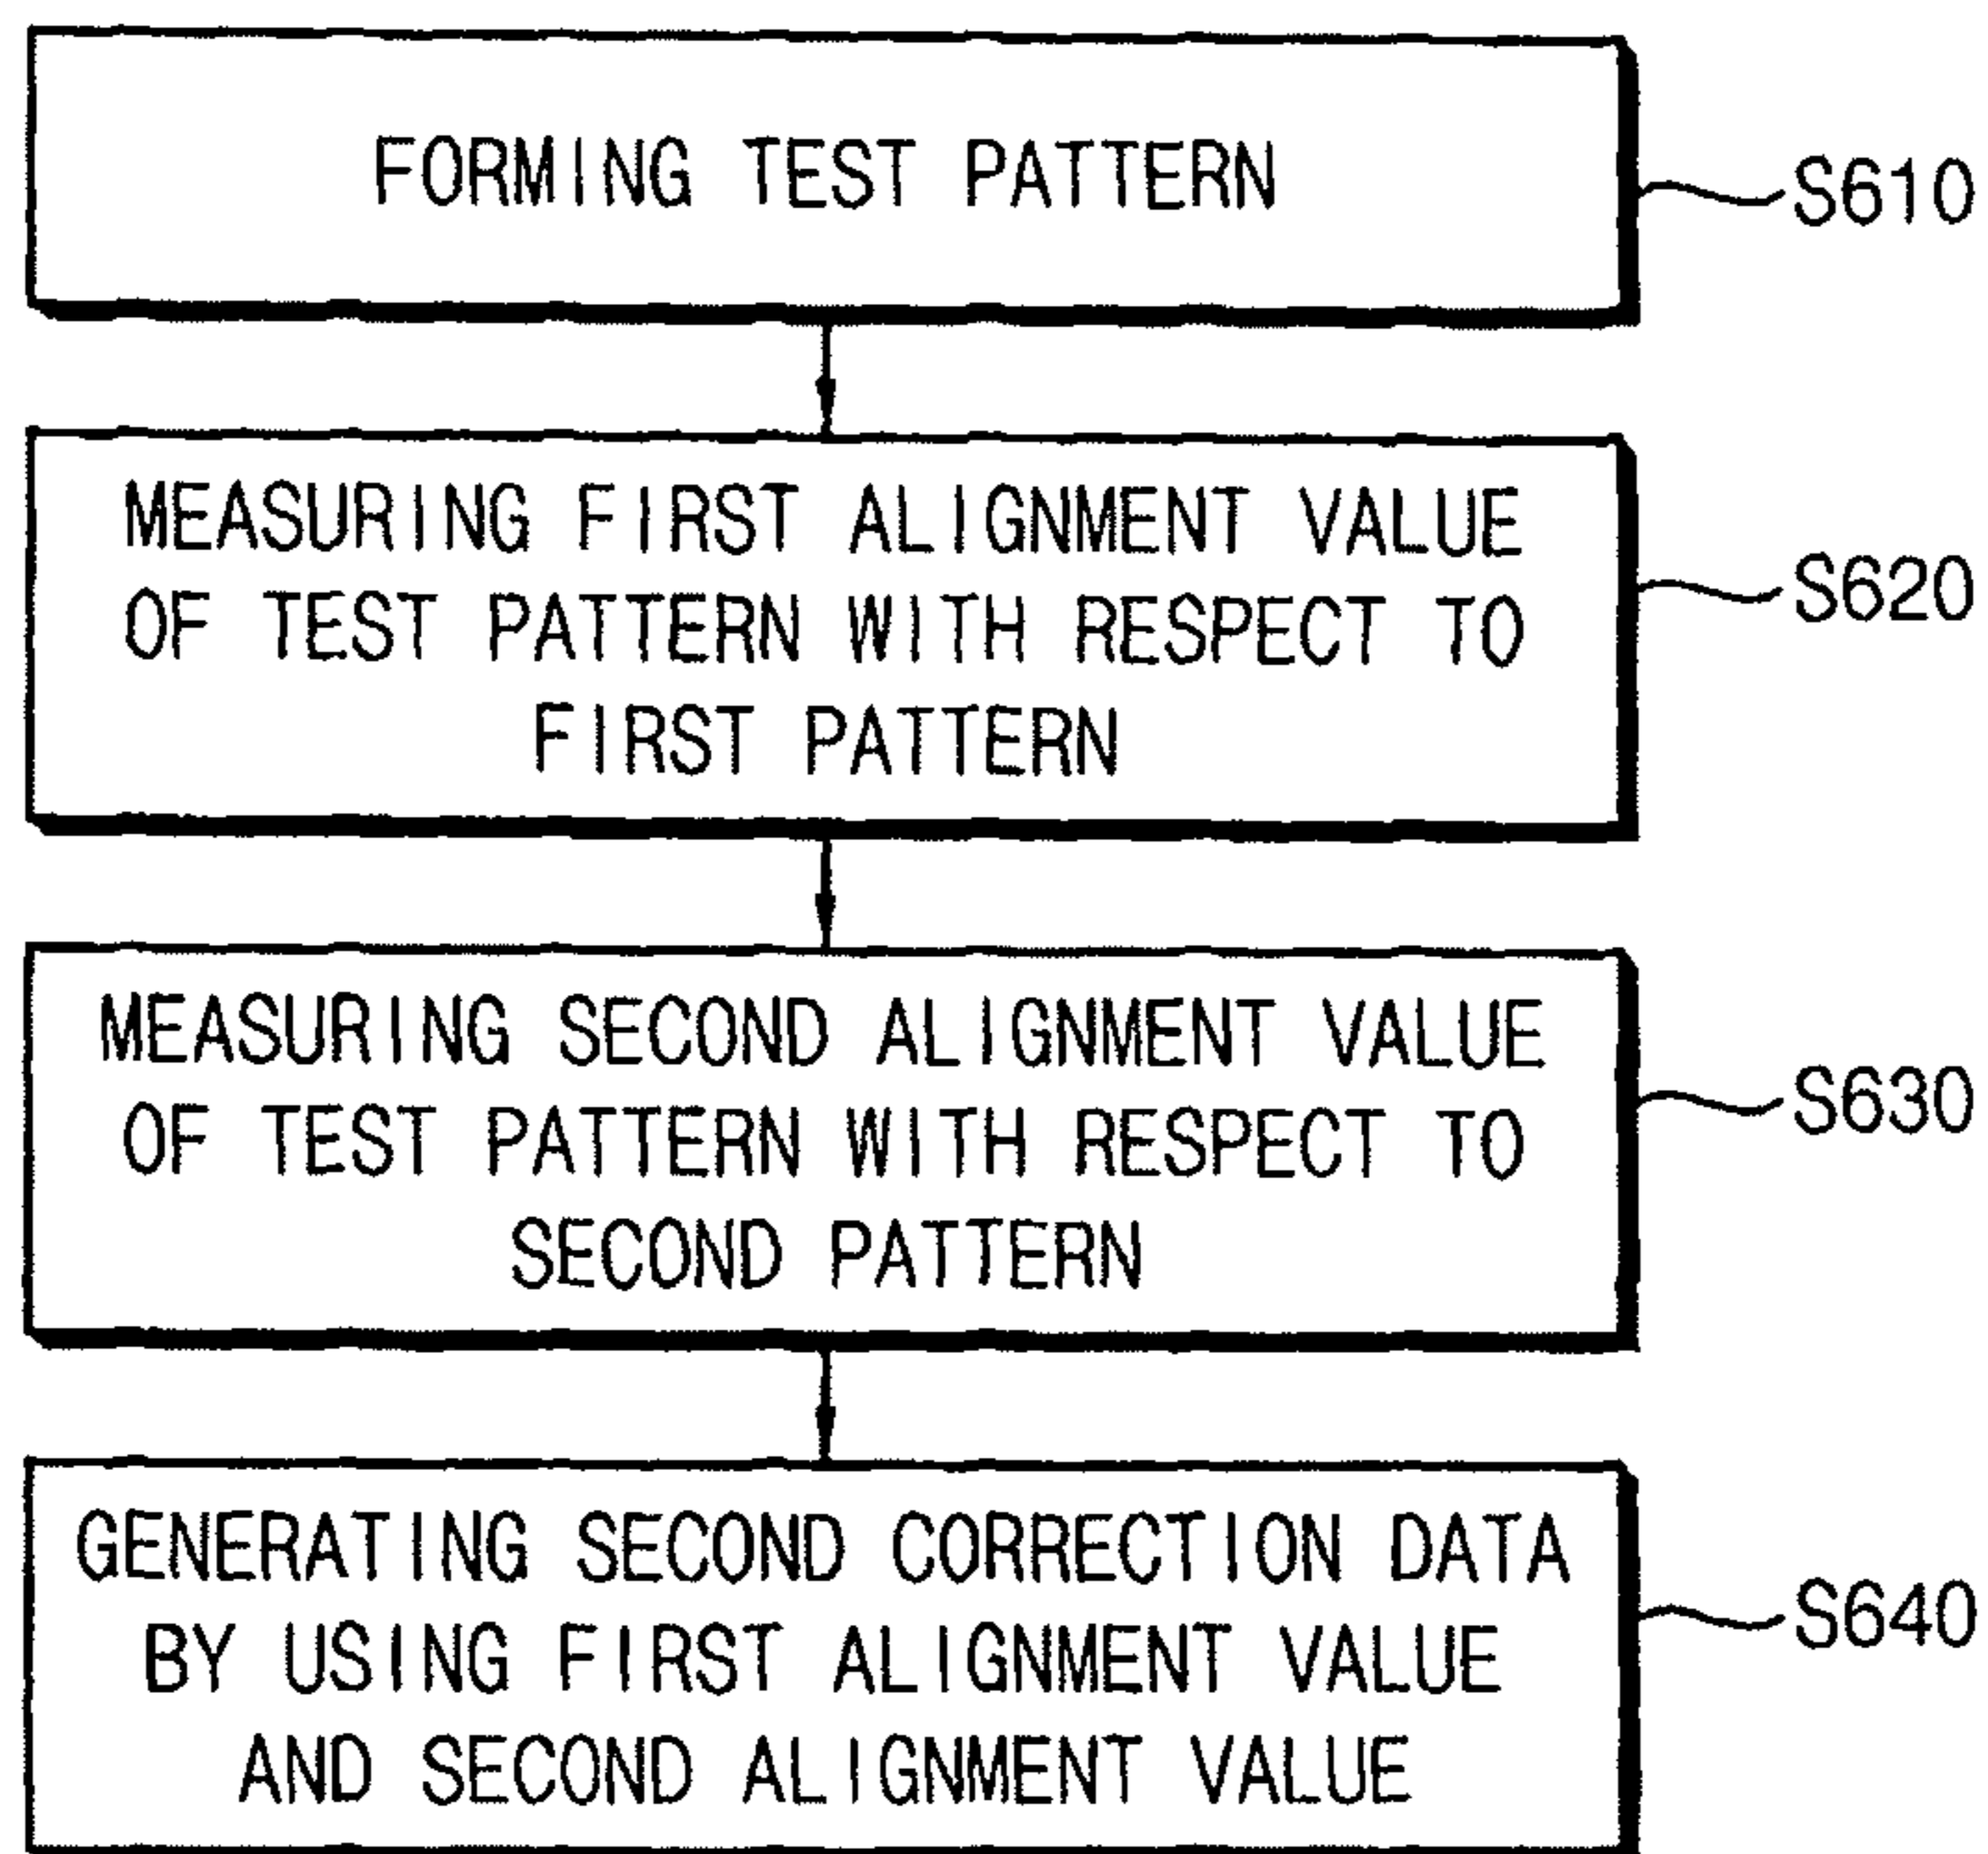 FORMING TEST PATTERN
S610
MEASURING FIRST ALIGNMENT VALUE
OF TEST PATTERN WITH RESPECT TO
FIRST PATTERN
S620
MEASURING SECOND ALIGNMENT VALUE
OF TEST PATTERN WITH RESPECT TO
SECOND PATTERN
S630
GENERATING SECOND CORRECTION DATA
BY USING FIRST ALIGNMENT VALUE
AND SECOND ALIGNMENT VALUE
S640